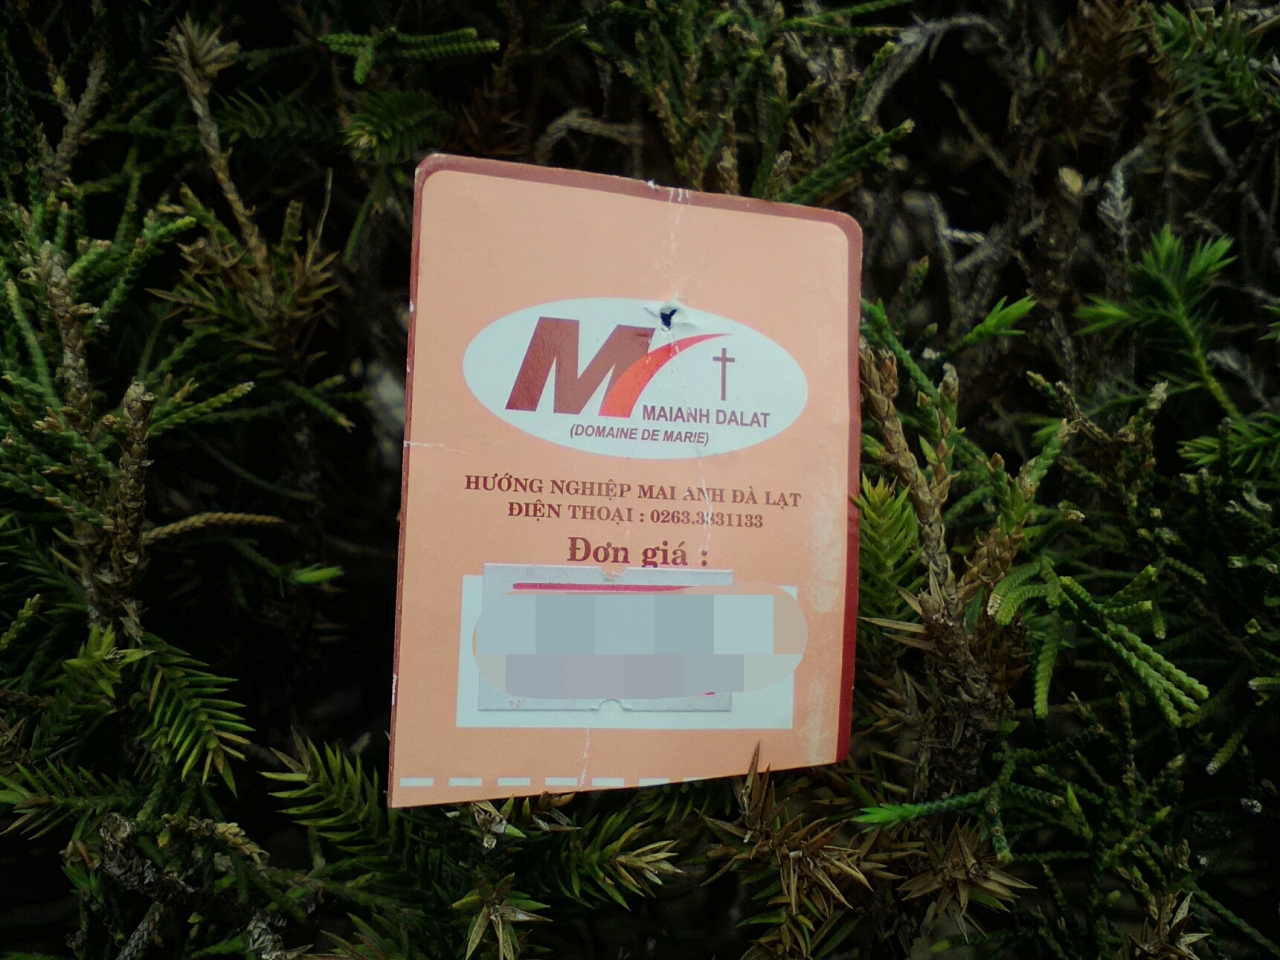 M
MAIANH DALAT
(DOMAINE DE MARIE)
HƯỚNG NGHIỆP MAI ANH ĐÀ LẠT
ĐIỆN THOẠI : 0263.3831133
Đơn giá :